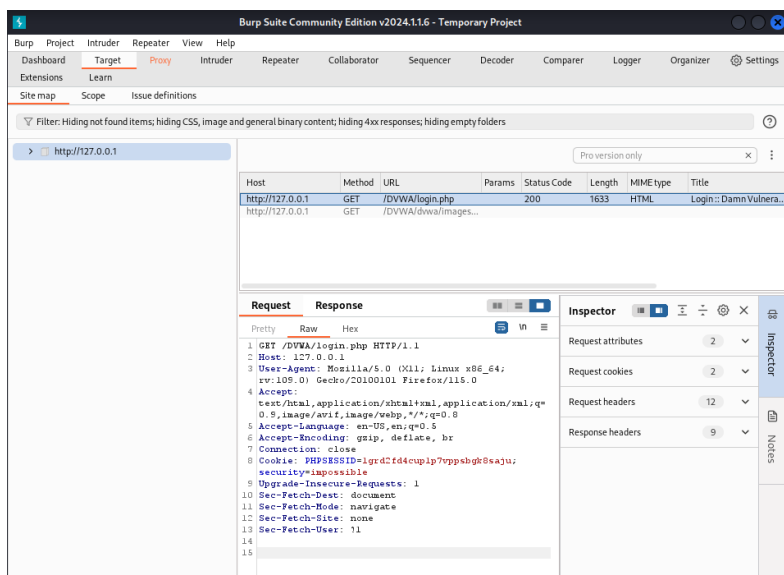 Burp Suite Community Edition v2024.1.1.6 - Temporary Project
Burp Project Intruder Repeater View Help
Dashboard Target Proxy Intruder Repeater Collaborator Sequencer Decoder Comparer Logger Organizer Settings
Extensions Learn
Site map Scope Issue definitions
Filter: Hiding not found items; hiding CSS, image and general binary content; hiding 4xx responses; hiding empty folders
http://127.0.0.1
Pro version only
Host Method URL Params Status Code Length MIME type Title
http://127.0.0.1 GET /DVWA/login.php 200 1633 HTML Login :: Damn Vulnera...
http://127.0.0.1 GET /DVWA/dvwa/images...
Request Response
Pretty Raw Hex \n
1 GET /DVWA/login.php HTTP/1.1
2 Host: 127.0.0.1
3 User-Agent: Mozilla/5.0 (X11; Linux x86_64;
rv:109.0) Gecko/20100101 Firefox/115.0
4 Accept:
text/html,application/xhtml+xml,application/xml;q=
0.9,image/avif,image/webp,*/*;q=0.8
5 Accept-Language: en-US,en;q=0.5
6 Accept-Encoding: gzip, deflate, br
7 Connection: close
8 Cookie: PHPSESSID=lgrd2fd4cup1p7vppsbgk8saju;
security=impossible
9 Upgrade-Insecure-Requests: 1
10 Sec-Fetch-Dest: document
11 Sec-Fetch-Mode: navigate
12 Sec-Fetch-Site: none
13 Sec-Fetch-User: ?1
14
15
Inspector
Request attributes 2
Request cookies 2
Request headers 12
Response headers 9
Inspector
Notes